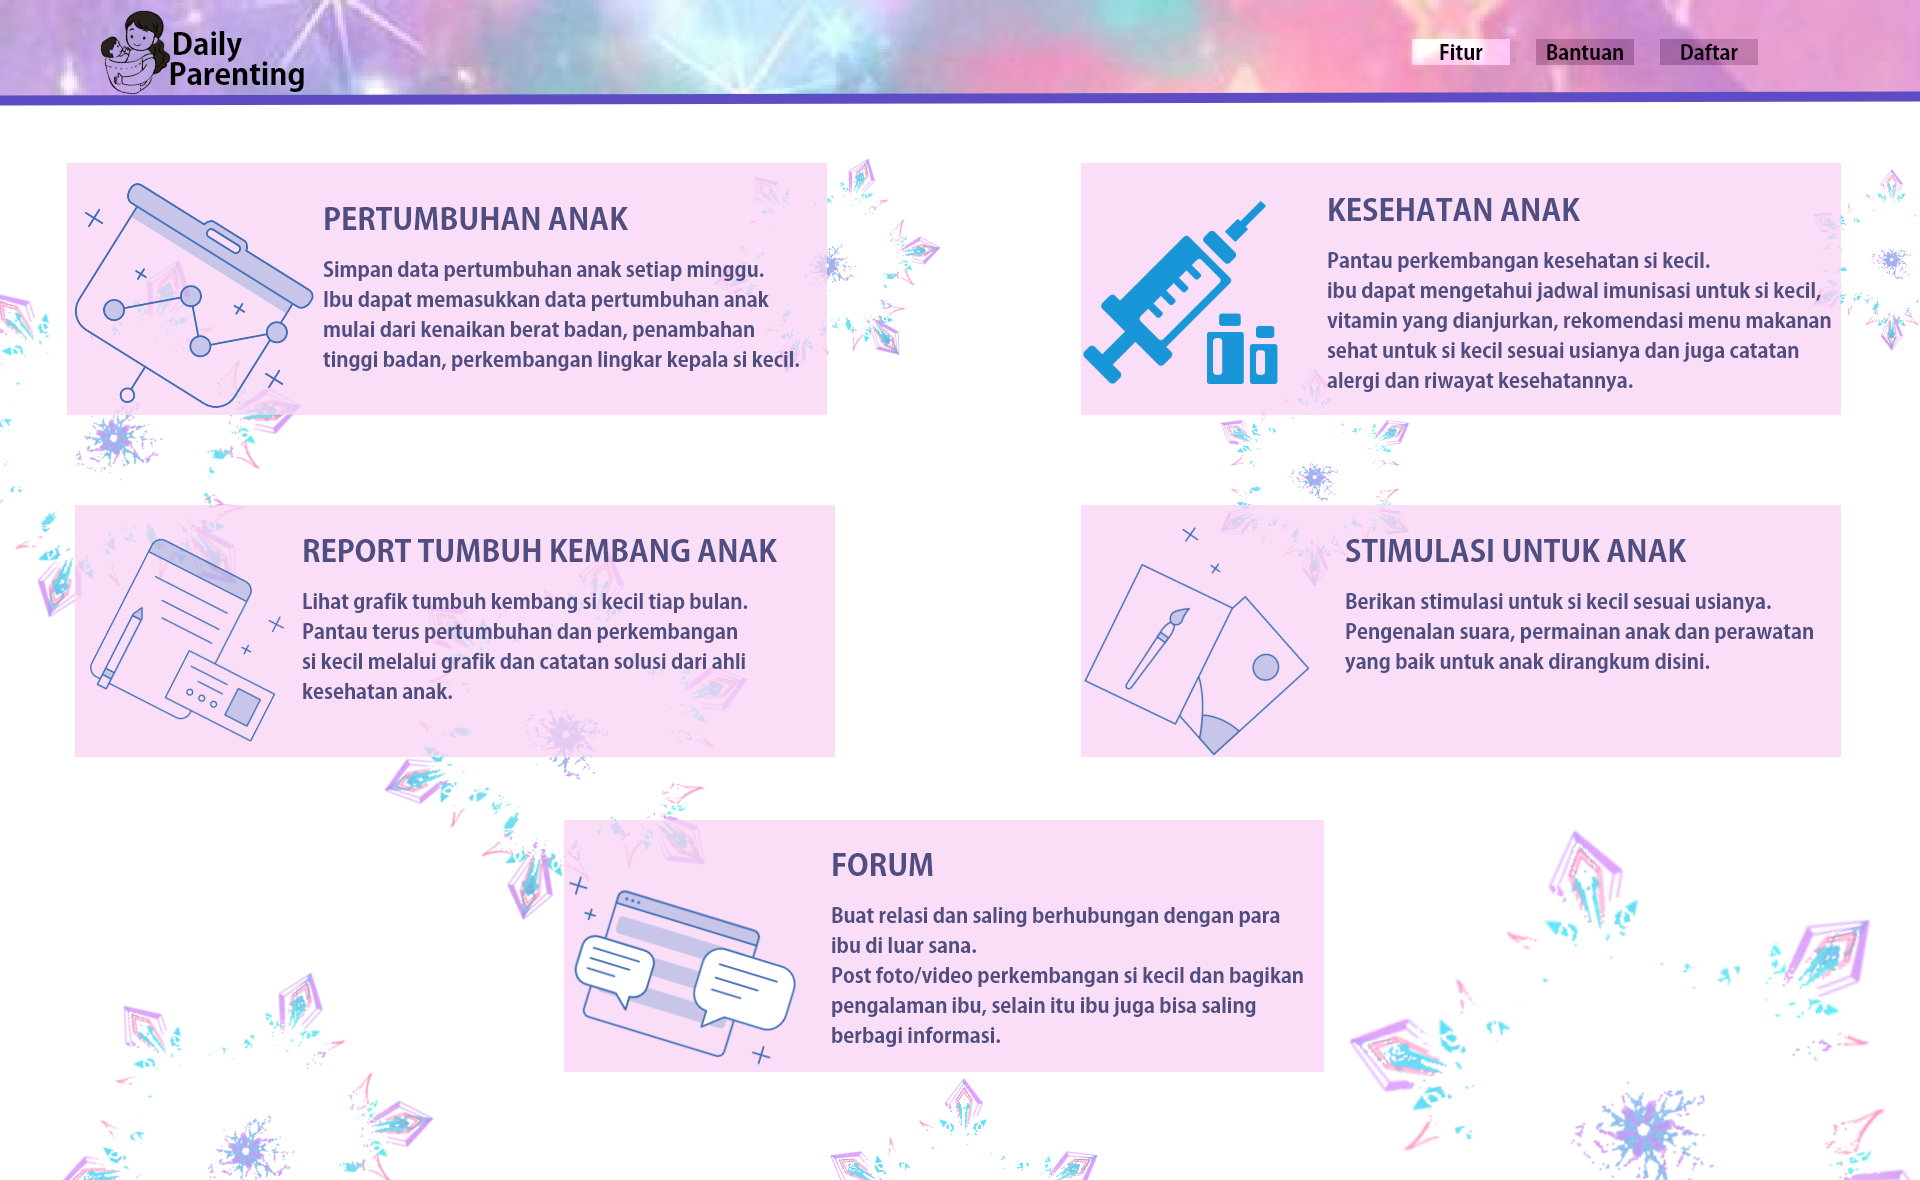 Daily
Parenting
Fitur
Bantuan
Daftar
PERTUMBUHAN ANAK
Simpan data pertumbuhan anak setiap minggu.
Ibu dapat memasukkan data pertumbuhan anak
mulai dari kenaikan berat badan, penambahan
tinggi badan, perkembangan lingkar kepala si kecil.
KESEHATAN ANAK
Pantau perkembangan kesehatan si kecil.
ibu dapat mengetahui jadwal imunisasi untuk si kecil,
vitamin yang dianjurkan, rekomendasi menu makanan
sehat untuk si kecil sesuai usianya dan juga catatan
alergi dan riwayat kesehatannya.
REPORT TUMBUH KEMBANG ANAK
Lihat grafik tumbuh kembang si kecil tiap bulan.
Pantau terus pertumbuhan dan perkembangan
si kecil melalui grafik dan catatan solusi dari ahli
kesehatan anak.
STIMULASI UNTUK ANAK
Berikan stimulasi untuk si kecil sesuai usianya.
Pengenalan suara, permainan anak dan perawatan
yang baik untuk anak dirangkum disini.
FORUM
Buat relasi dan saling berhubungan dengan para
ibu di luar sana.
Post foto/video perkembangan si kecil dan bagikan
pengalaman ibu, selain itu ibu juga bisa saling
berbagi informasi.